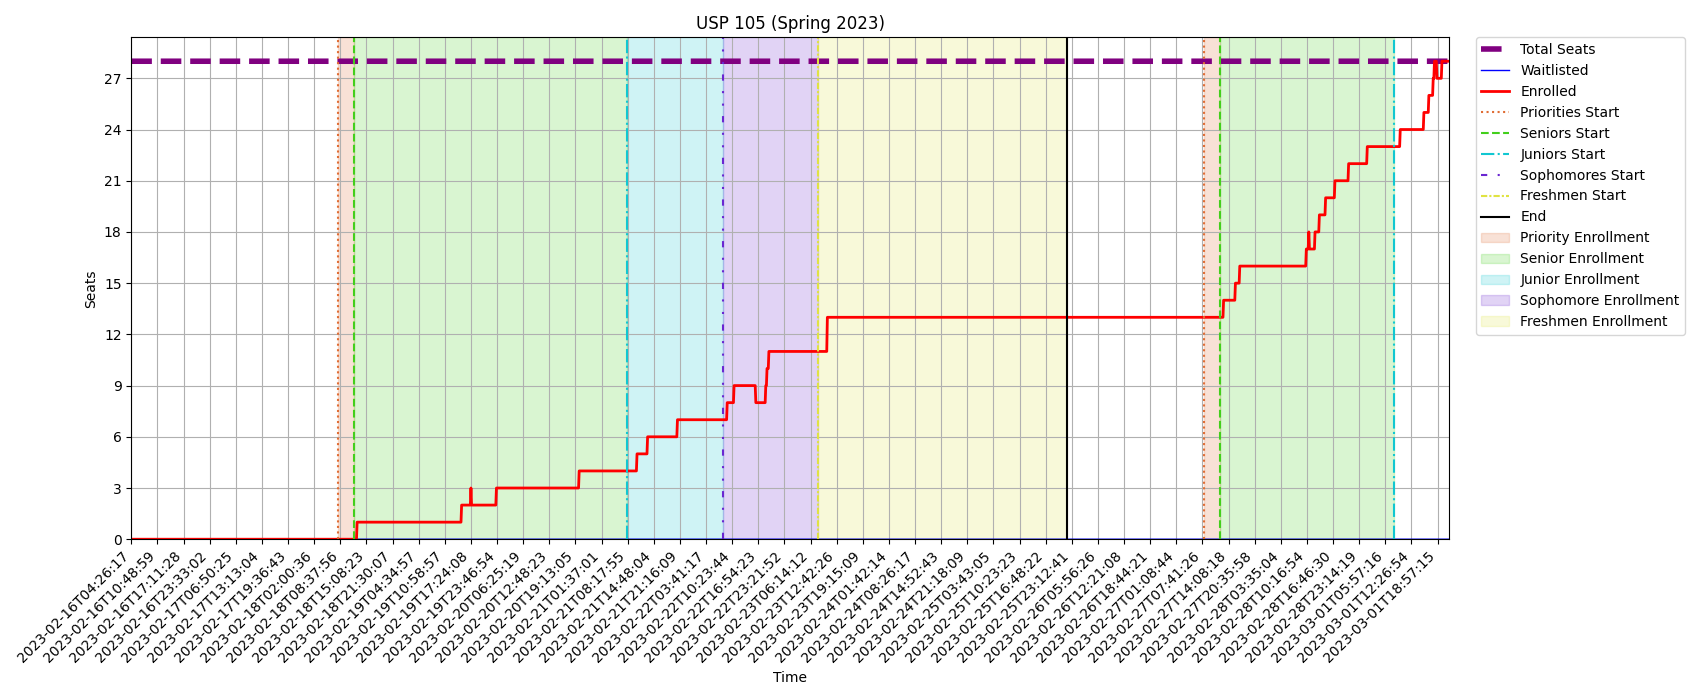 USP 105 (Spring 2023)
Seats
27
24
21
18
15
12
9
6
3
0
2023-02-16T04:26:17
2023-02-16T10:48:59
2023-02-16T17:11:28
2023-02-16T23:33:02
2023-02-17T06:50:25
2023-02-17T13:13:04
2023-02-17T19:36:43
2023-02-18T02:00:36
2023-02-18T08:37:56
2023-02-18T15:08:23
2023-02-18T21:30:07
2023-02-19T04:34:57
2023-02-19T10:58:57
2023-02-19T17:24:08
2023-02-19T23:46:54
2023-02-20T06:25:19
2023-02-20T12:48:23
2023-02-20T19:13:05
2023-02-21T01:37:01
2023-02-21T08:17:55
2023-02-21T14:48:04
2023-02-21T21:16:09
2023-02-22T03:41:17
2023-02-22T10:23:44
2023-02-22T16:54:23
2023-02-22T23:21:52
2023-02-23T06:14:12
2023-02-23T12:42:26
2023-02-23T19:15:09
2023-02-24T01:42:14
2023-02-24T08:26:17
2023-02-24T14:52:43
2023-02-24T21:18:09
2023-02-25T03:43:05
2023-02-25T10:23:23
2023-02-25T16:48:22
2023-02-25T23:12:41
2023-02-26T05:56:26
2023-02-26T12:21:08
2023-02-26T18:44:21
2023-02-27T01:08:44
2023-02-27T07:41:26
2023-02-27T14:08:18
2023-02-27T20:35:58
2023-02-28T03:35:04
2023-02-28T10:16:54
2023-02-28T16:46:30
2023-02-28T23:14:19
2023-03-01T05:57:16
2023-03-01T12:26:54
2023-03-01T18:57:15
Time
Total Seats
Waitlisted
Enrolled
Priorities Start
Seniors Start
Juniors Start
Sophomores Start
Freshmen Start
End
Priority Enrollment
Senior Enrollment
Junior Enrollment
Sophomore Enrollment
Freshmen Enrollment